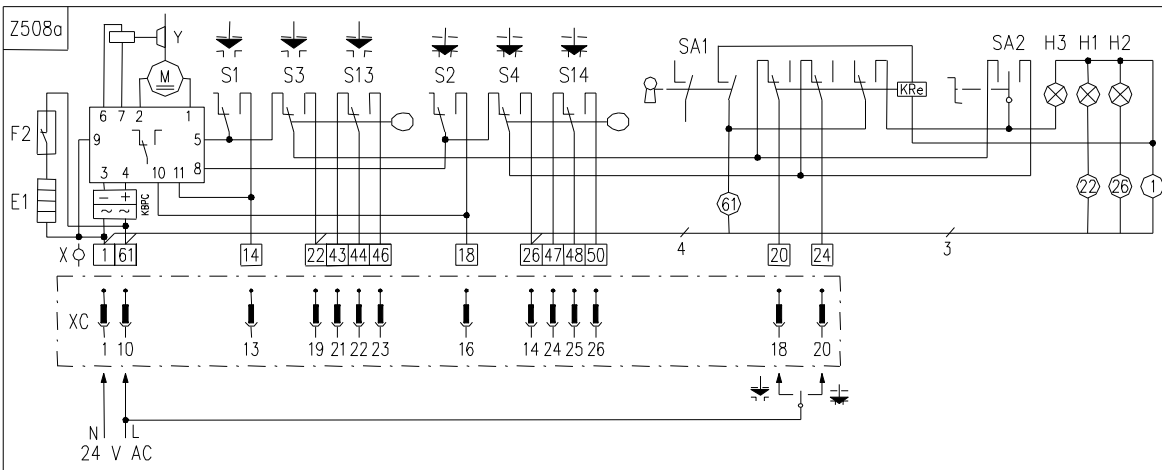 Z508a
Y
S1 S3 S13 S2 S4 S14 SA1 SA2 H3 H1 H2
M
KRe
6 7 2 1
F2
9 5
8
3 4 10 11
E1
− +
~ ~
KBPC
61 22 26 1
X 1 61 14 22 43 44 46 18 26 47 48 50 4 20 24 3
XC
1 10 13 19 21 22 23 16 14 24 25 26 18 20
N L
24 V AC